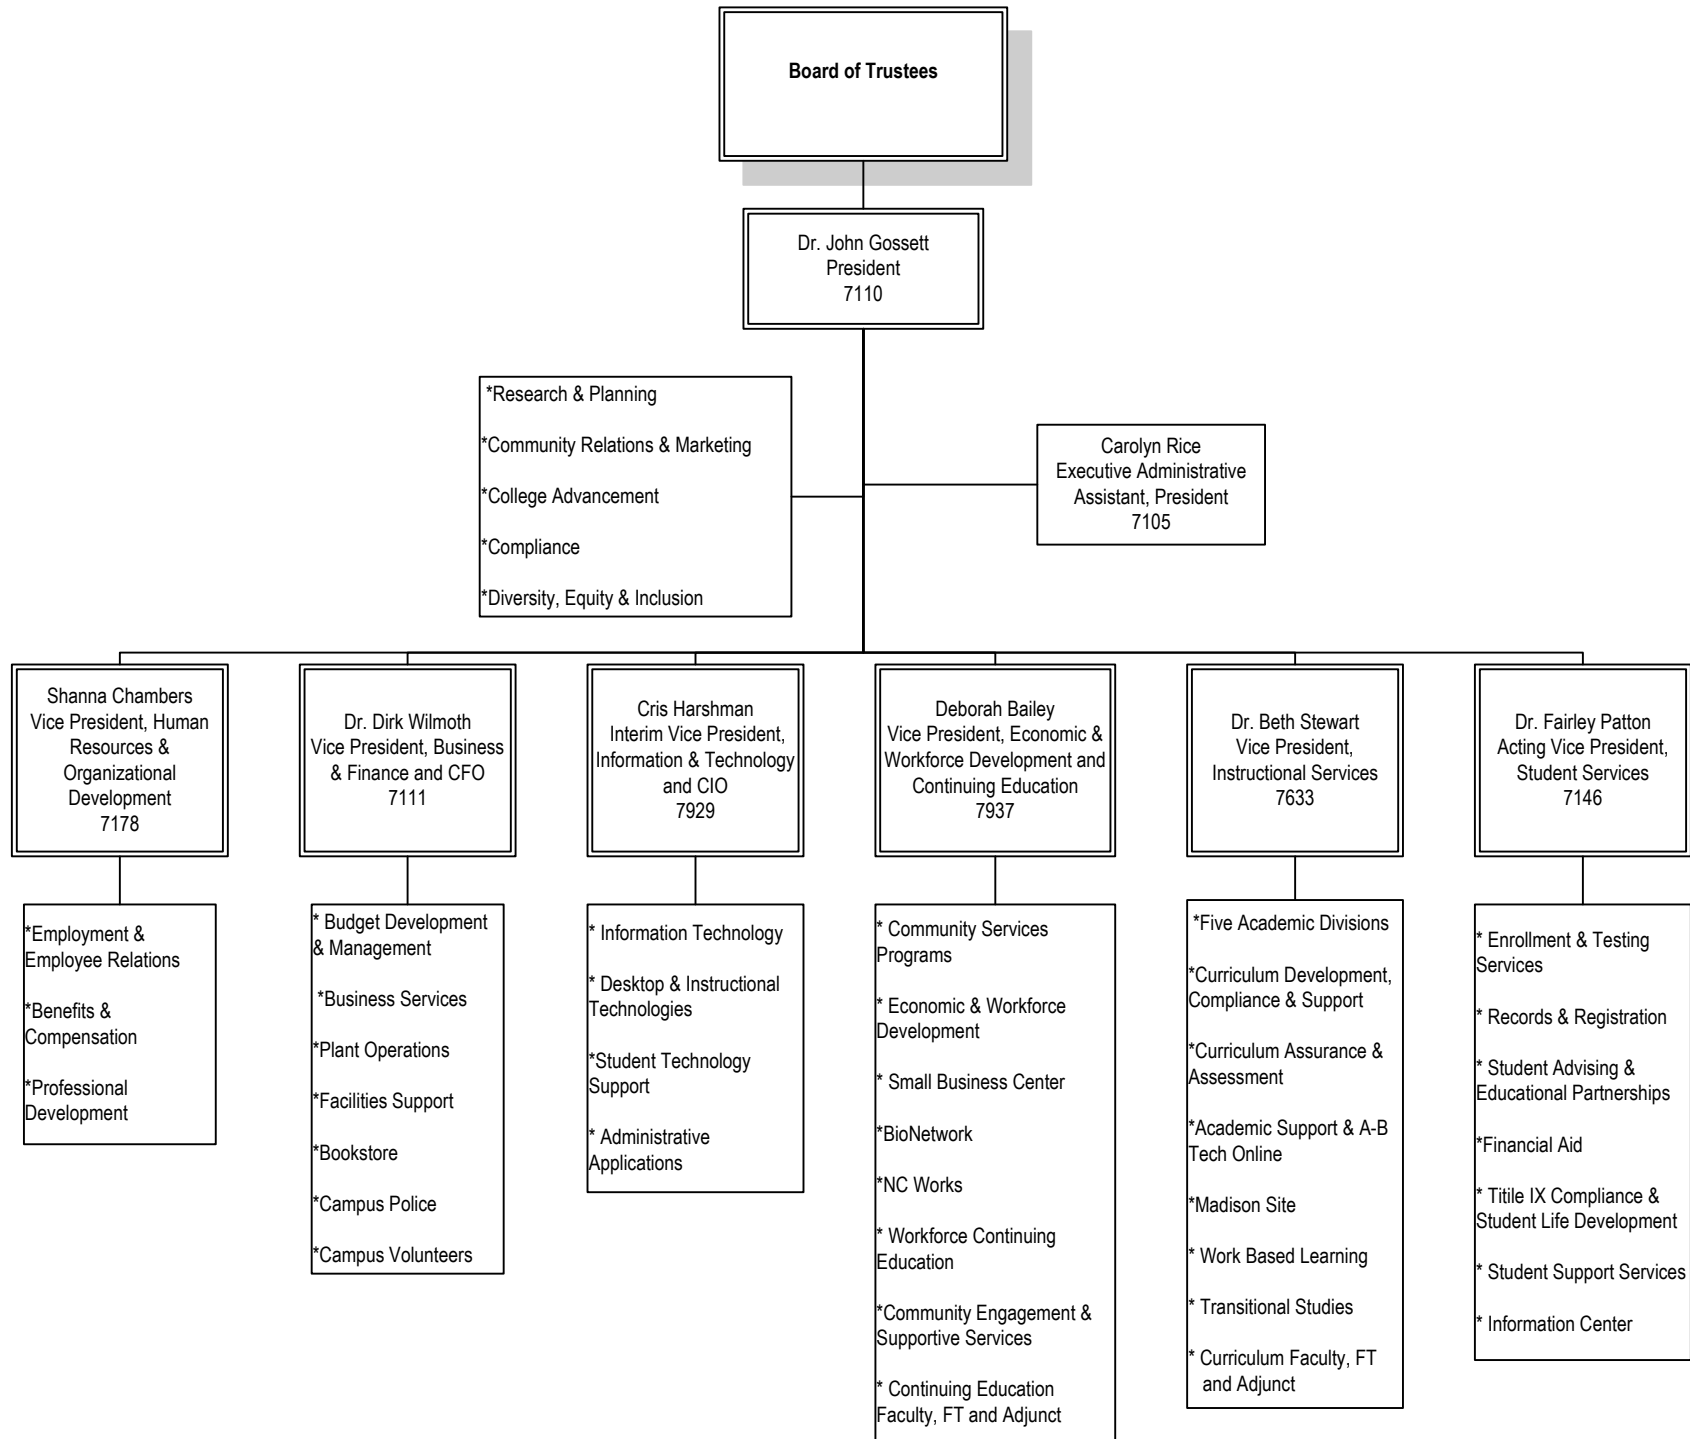 Board of Trustees
Dr. John Gossett
President
7110
*Research & Planning
*Community Relations & Marketing
*College Advancement
*Compliance
*Diversity, Equity & Inclusion
Carolyn Rice
Executive Administrative
Assistant, President
7105
Shanna Chambers
Vice President, Human
Resources &
Organizational
Development
7178
Dr. Dirk Wilmoth
Vice President, Business
& Finance and CFO
7111
Cris Harshman
Interim Vice President,
Information & Technology
and CIO
7929
Deborah Bailey
Vice President, Economic &
Workforce Development and
Continuing Education
7937
Dr. Beth Stewart
Vice President,
Instructional Services
7633
Dr. Fairley Patton
Acting Vice President,
Student Services
7146
*Employment &
Employee Relations
*Benefits &
Compensation
*Professional
Development
* Budget Development
& Management
*Business Services
*Plant Operations
*Facilities Support
*Bookstore
*Campus Police
*Campus Volunteers
* Information Technology
* Desktop & Instructional
Technologies
*Student Technology
Support
* Administrative
Applications
* Community Services
Programs
* Economic & Workforce
Development
* Small Business Center
*BioNetwork
*NC Works
* Workforce Continuing
Education
*Community Engagement &
Supportive Services
* Continuing Education
Faculty, FT and Adjunct
*Five Academic Divisions
*Curriculum Development,
Compliance & Support
*Curriculum Assurance &
Assessment
*Academic Support & A-B
Tech Online
*Madison Site
* Work Based Learning
* Transitional Studies
* Curriculum Faculty, FT
and Adjunct
* Enrollment & Testing
Services
* Records & Registration
* Student Advising &
Educational Partnerships
*Financial Aid
* Titile IX Compliance &
Student Life Development
* Student Support Services
* Information Center